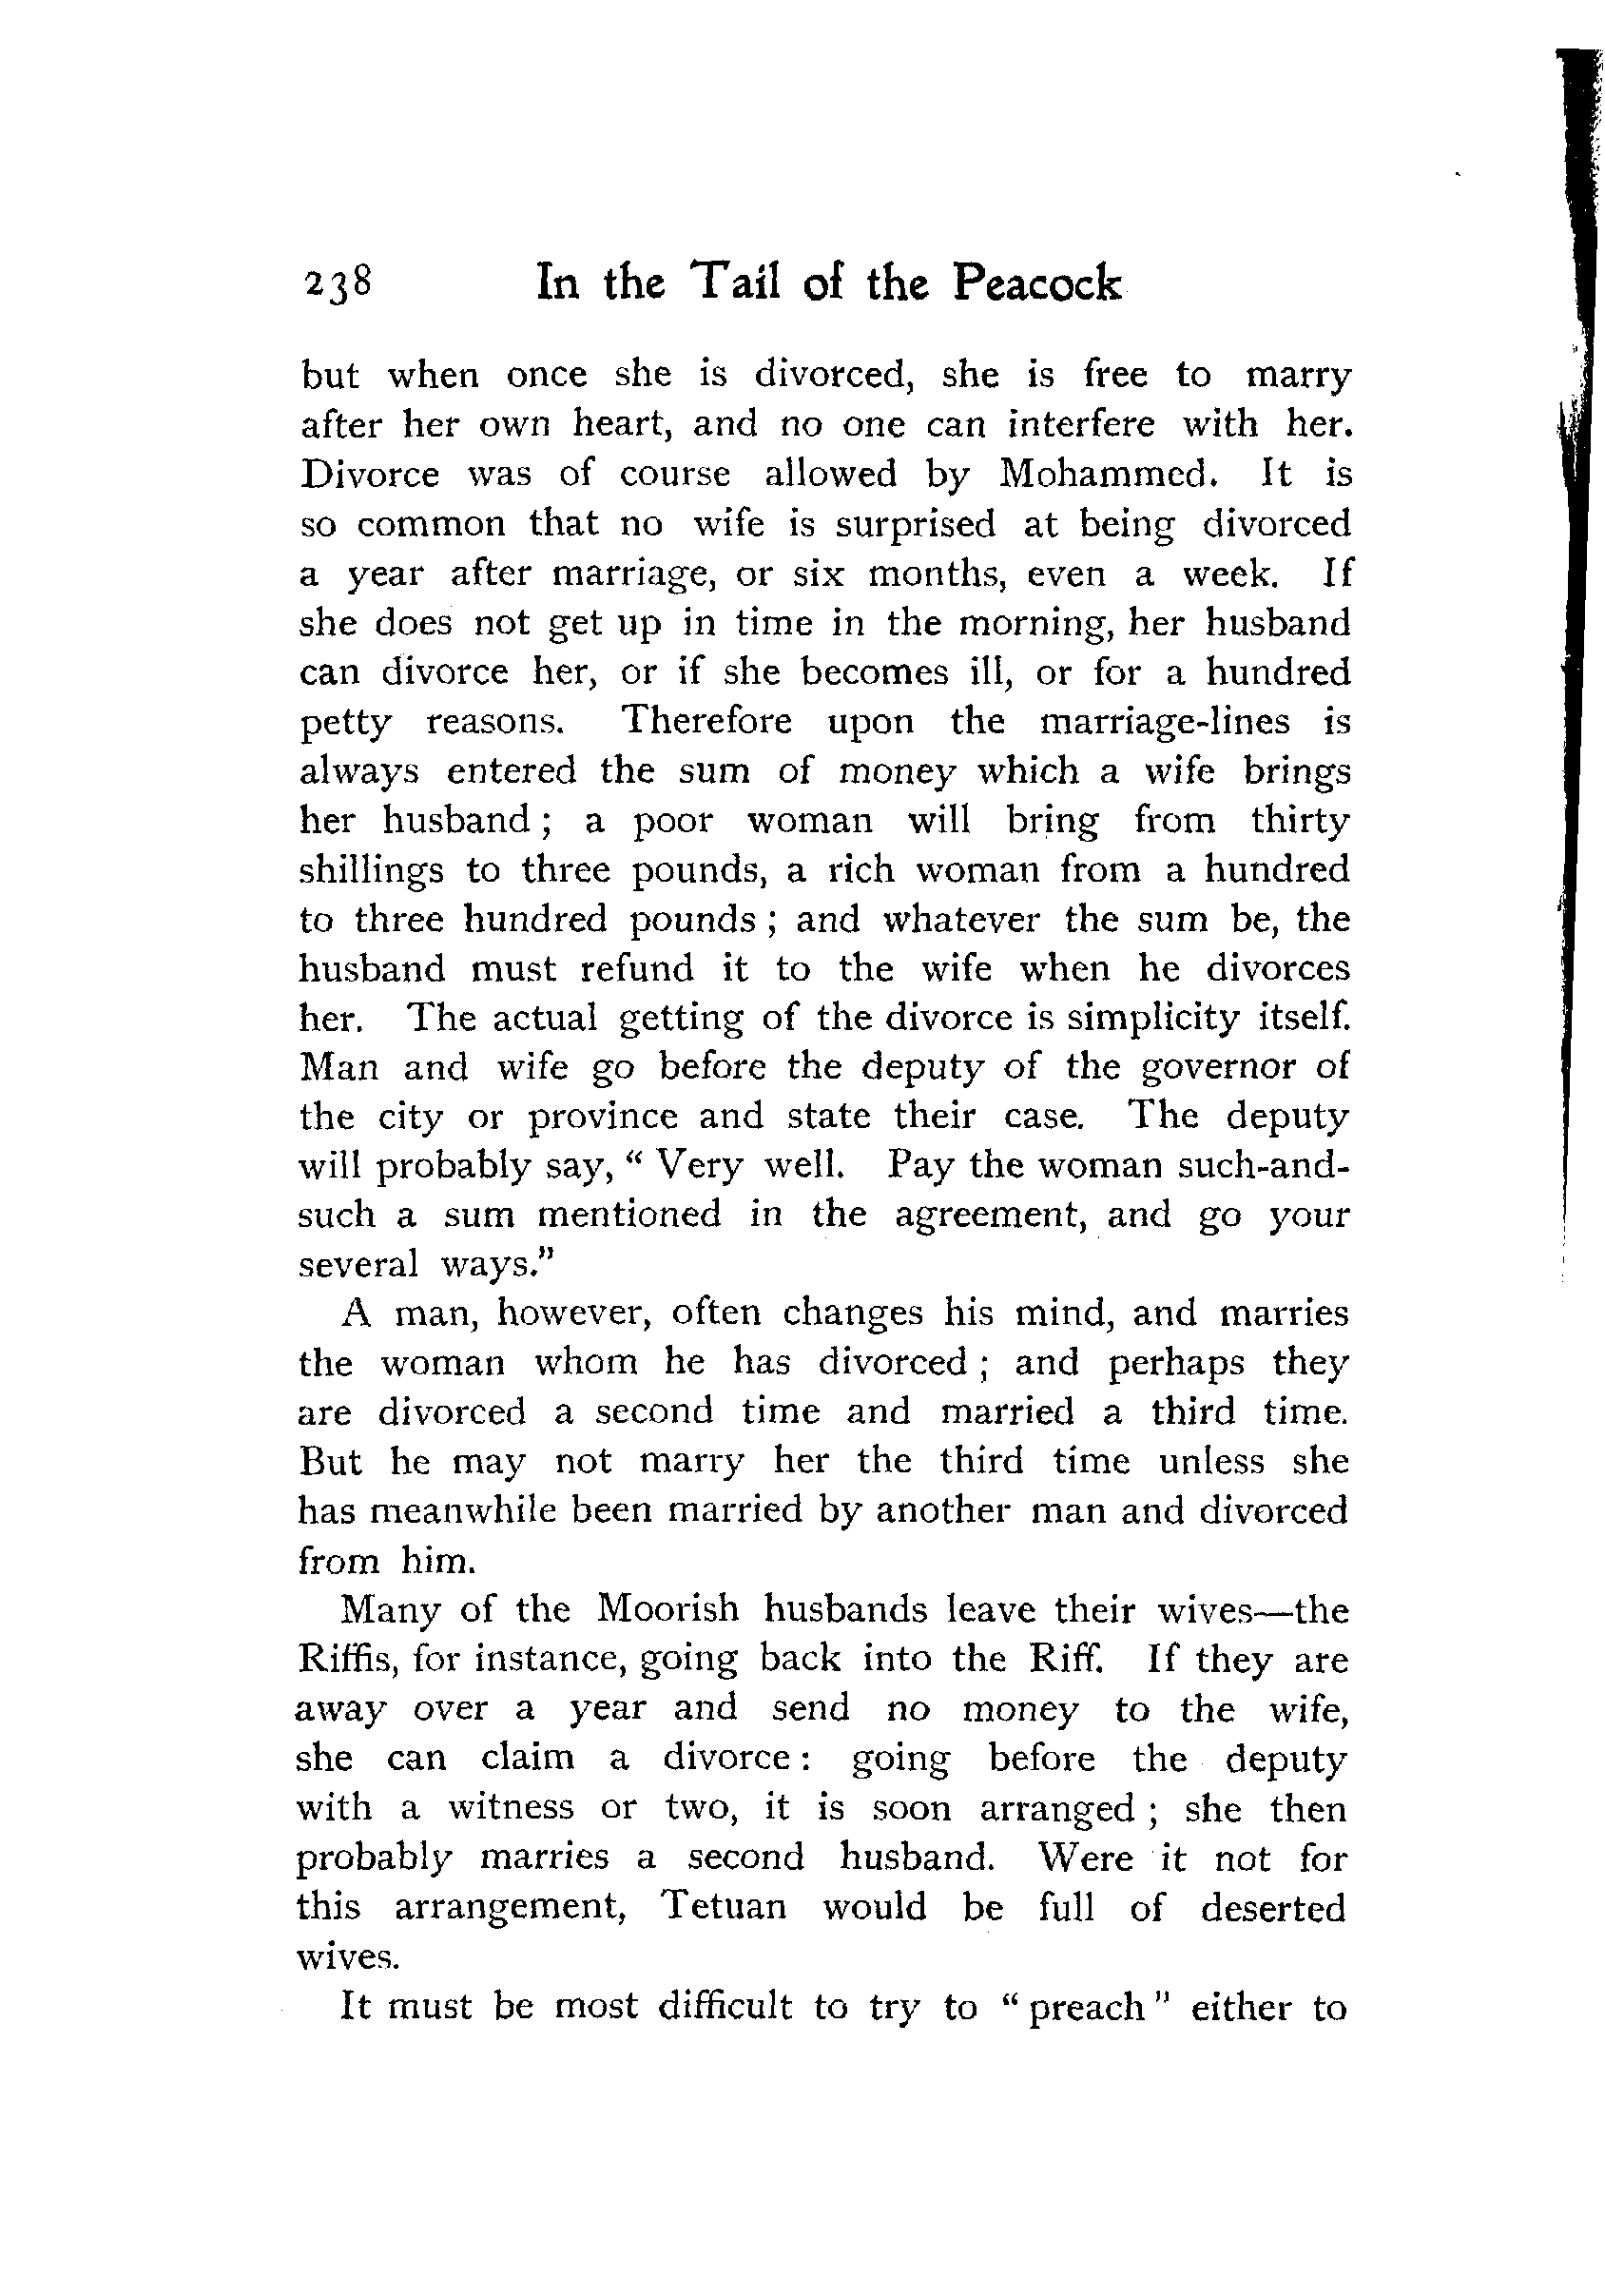 238 In the Tail of the Peacock
but when once she is divorced, she is free to marry
after her own heart, and no one can interfere with her.
Divorce was of course allowed by Mohammed. It is
so common that no wife is surprised at being divorced
a year after marriage, or six months, even a week. If
she does not get up in time in the morning, her husband
can divorce her, or if she becomes ill, or for a hundred
petty reasons. Therefore upon the marriage-lines is
always entered the sum of money which a wife brings
her husband ; a poor woman will bring from thirty
shillings to three pounds, a rich woman from a hundred
to three hundred pounds ; and whatever the sum be, the
husband must refund it to the wife when he divorces
her. The actual getting of the divorce is simplicity itself.
Man and wife go before the deputy of the governor of
the city or province and state their case. The deputy
will probably say, “ Very well. Pay the woman such-and-
such a sum mentioned in the agreement, and go your
several ways.”
A man, however, often changes his mind, and marries
the woman whom he has divorced ; and perhaps they
are divorced a second time and married a third time.
But he may not marry her the third time unless she
has meanwhile been married by another man and divorced
from him.
Many of the Moorish husbands leave their wives—the
Riffis, for instance, going back into the Riff. If they are
away over a year and send no money to the wife,
she can claim a divorce : going before the deputy
with a witness or two, it is soon arranged ; she then
probably marries a second husband. Were it not for
this arrangement, Tetuan would be full of deserted
wives.
It must be most difficult to try to “ preach ” either to